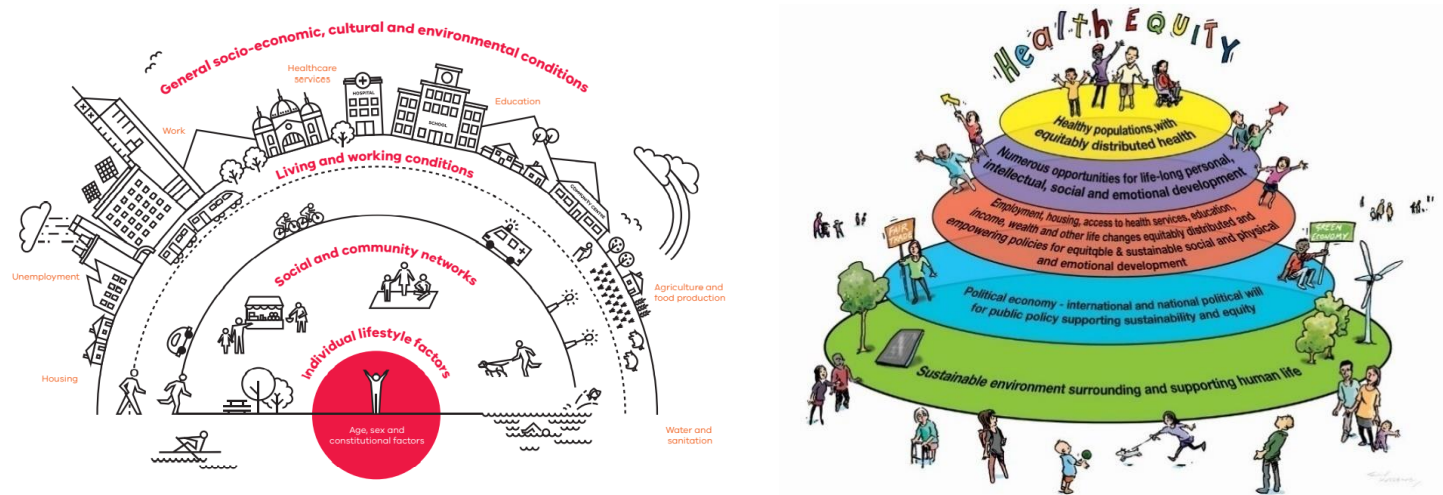 General socio-economic, cultural and environmental conditions
Healthcare
services
HOSPITAL
SCHOOL
Education
Work
Living and working conditions
COMMUNITY CENTRE
Social and community networks
Unemployment
Agriculture and
food production
Individual lifestyle factors
Housing
Age, sex and
constitutional factors
Water and
sanitation
Health EQUITY
Healthy populations, with
equitably distributed health
Numerous opportunities for life-long personal,
intellectual, social and emotional development
Employment, housing, access to health services, education,
income, wealth and other life changes equitably distributed and
empowering policies for equitqble & sustainable social and physical
and emotional development
FAIR
TRADE
GREEN
ECONOMY
Political economy - international and national political will
for public policy supporting sustainability and equity
Sustainable environment surrounding and supporting human life